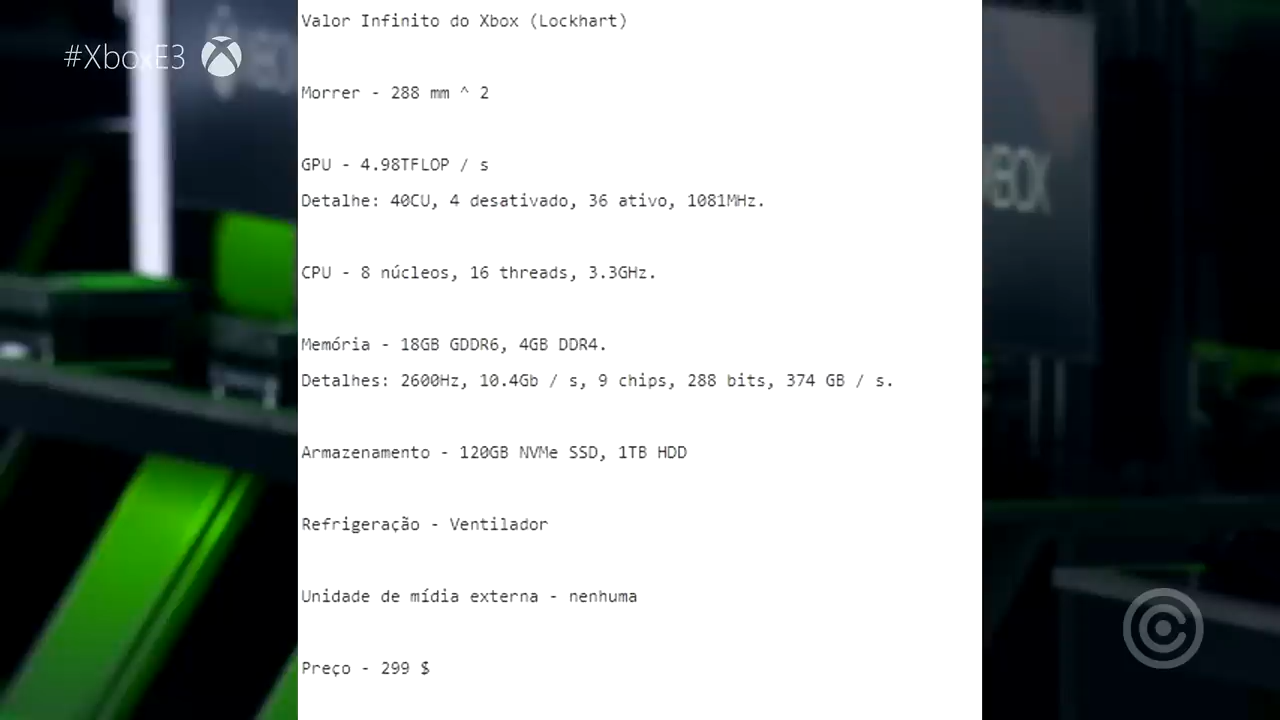 Valor Infinito do Xbox (Lockhart)
#XboxE3
Morrer - 288 mm ^ 2
GPU - 4.98TFLOP / s
Detalhe: 40CU, 4 desativado, 36 ativo, 1081MHz.
CPU - 8 núcleos, 16 threads, 3.3GHz.
Memória - 18GB GDDR6, 4GB DDR4.
Detalhes: 2600Hz, 10.4Gb / s, 9 chips, 288 bits, 374 GB / s.
Armazenamento - 120GB NVMe SSD, 1TB HDD
Refrigeração - Ventilador
Unidade de mídia externa - nenhuma
Preço - 299 $